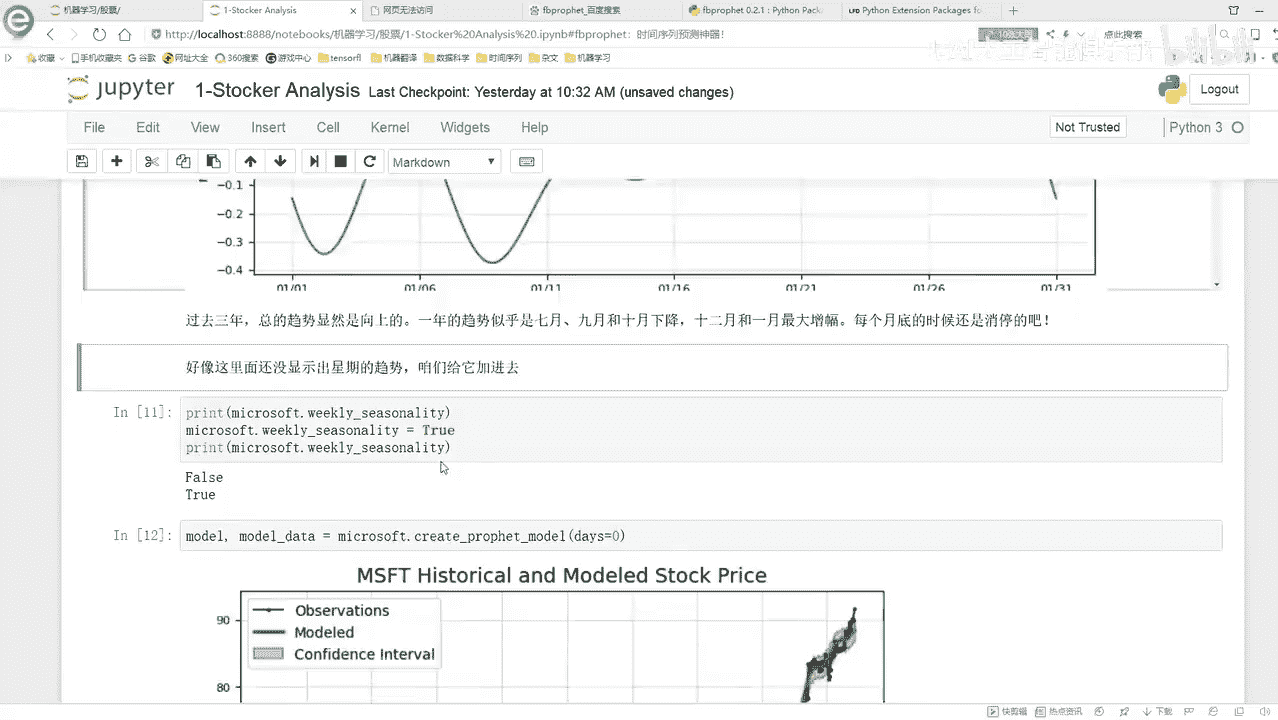 机器学习/股票/
1-Stocker Analysis
网页无法访问
fbprophet_百度搜索
fbprophet 0.2.1 : Python Pack
Python Extension Packages fo
http://localhost:8888/notebooks/机器学习/股票/1-Stocker%20Analysis%20.ipynb#fbprophet：时间序列预测神器!
点此搜索
收藏 手机收藏夹 谷歌 网址大全 360搜索 游戏中心 tensorfl 机器翻译 数据科学 时间序列 杂文 机器学习
bilibili
jupyter 1-Stocker Analysis Last Checkpoint: Yesterday at 10:32 AM (unsaved changes)
Logout
File Edit View Insert Cell Kernel Widgets Help
Not Trusted
Python 3
Markdown
-0.1
-0.2
-0.3
-0.4
01/01 01/06 01/11 01/16 01/21 01/26 01/31
过去三年，总的趋势显然是向上的。一年的趋势似乎是七月、九月和十月下降，十二月和一月最大增幅。每个月底的时候还是消停的吧!
好像这里面还没显示出星期的趋势，咱们给它加进去
In [11]: print(microsoft.weekly_seasonality)
microsoft.weekly_seasonality = True
print(microsoft.weekly_seasonality)
False
True
In [12]: model, model_data = microsoft.create_prophet_model(days=0)
MSFT Historical and Modeled Stock Price
Observations
Modeled
Confidence Interval
90
80
快剪辑 热点资讯 下载